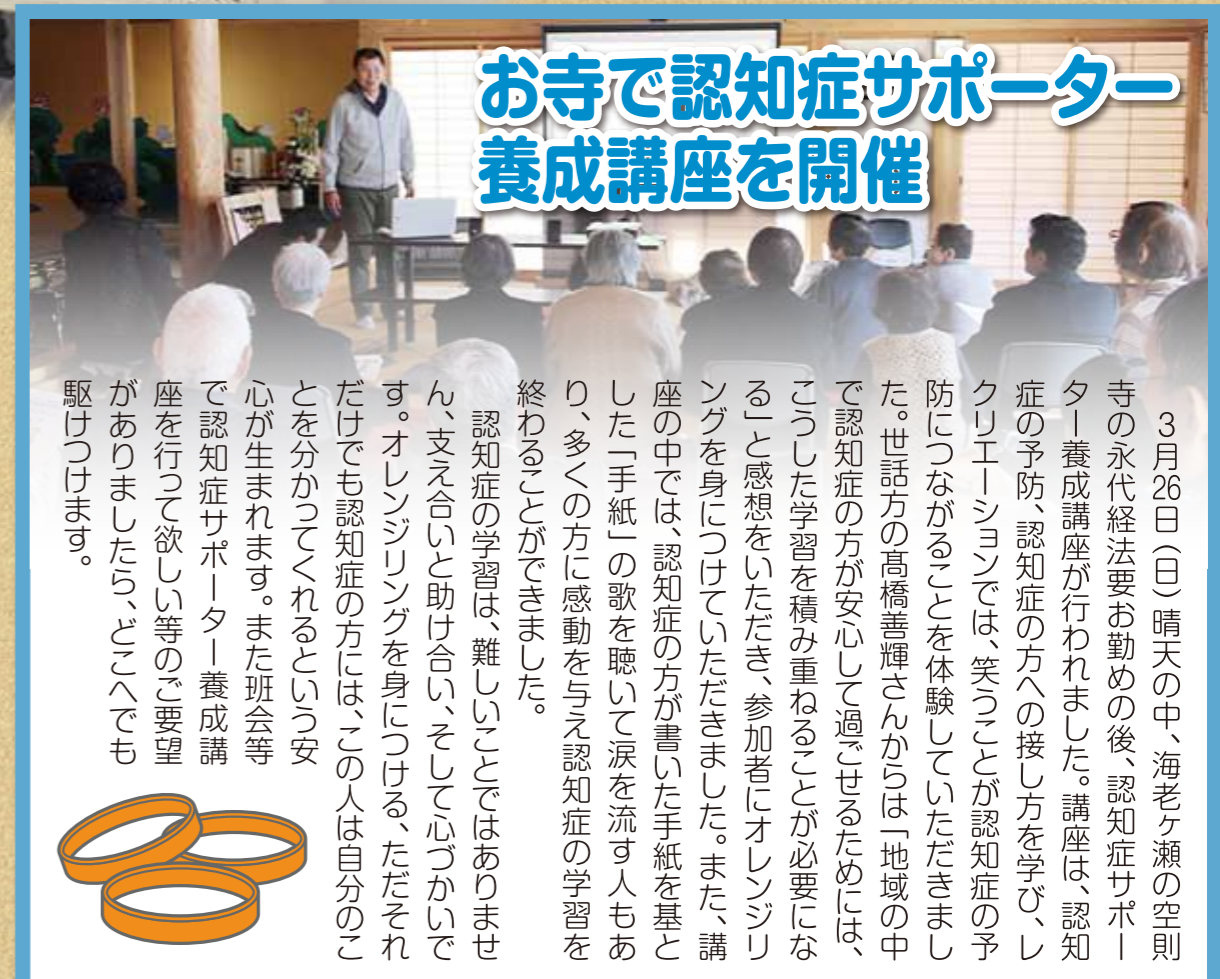 お寺で認知症サポーター
養成講座を開催
　3月26日（日）晴天の中、海老ヶ瀬の空則
寺の永代経法要お勤めの後、認知症サポー
ター養成講座が行われました。講座は、認知
症の予防、認知症の方への接し方を学び、レ
クリエーションでは、笑うことが認知症の予
防につながることを体験していただきまし
た。世話方の髙橋善輝さんからは「地域の中
で認知症の方が安心して過ごせるためには、
こうした学習を積み重ねることが必要にな
る」と感想をいただき、参加者にオレンジリ
ングを身につけていただきました。また、講
座の中では、認知症の方が書いた手紙を基と
した「手紙」の歌を聴いて涙を流す人もあ
り、多くの方に感動を与え認知症の学習を
終わることができました。
　認知症の学習は、難しいことではありませ
ん、支え合いと助け合い、そして心づかいで
す。オレンジリングを身につける、ただそれ
だけでも認知症の方には、この人は自分のこ
とを分かってくれるという安
心が生まれます。また班会等
で認知症サポーター養成講
座を行って欲しい等のご要望
がありましたら、どこへでも
駆けつけます。